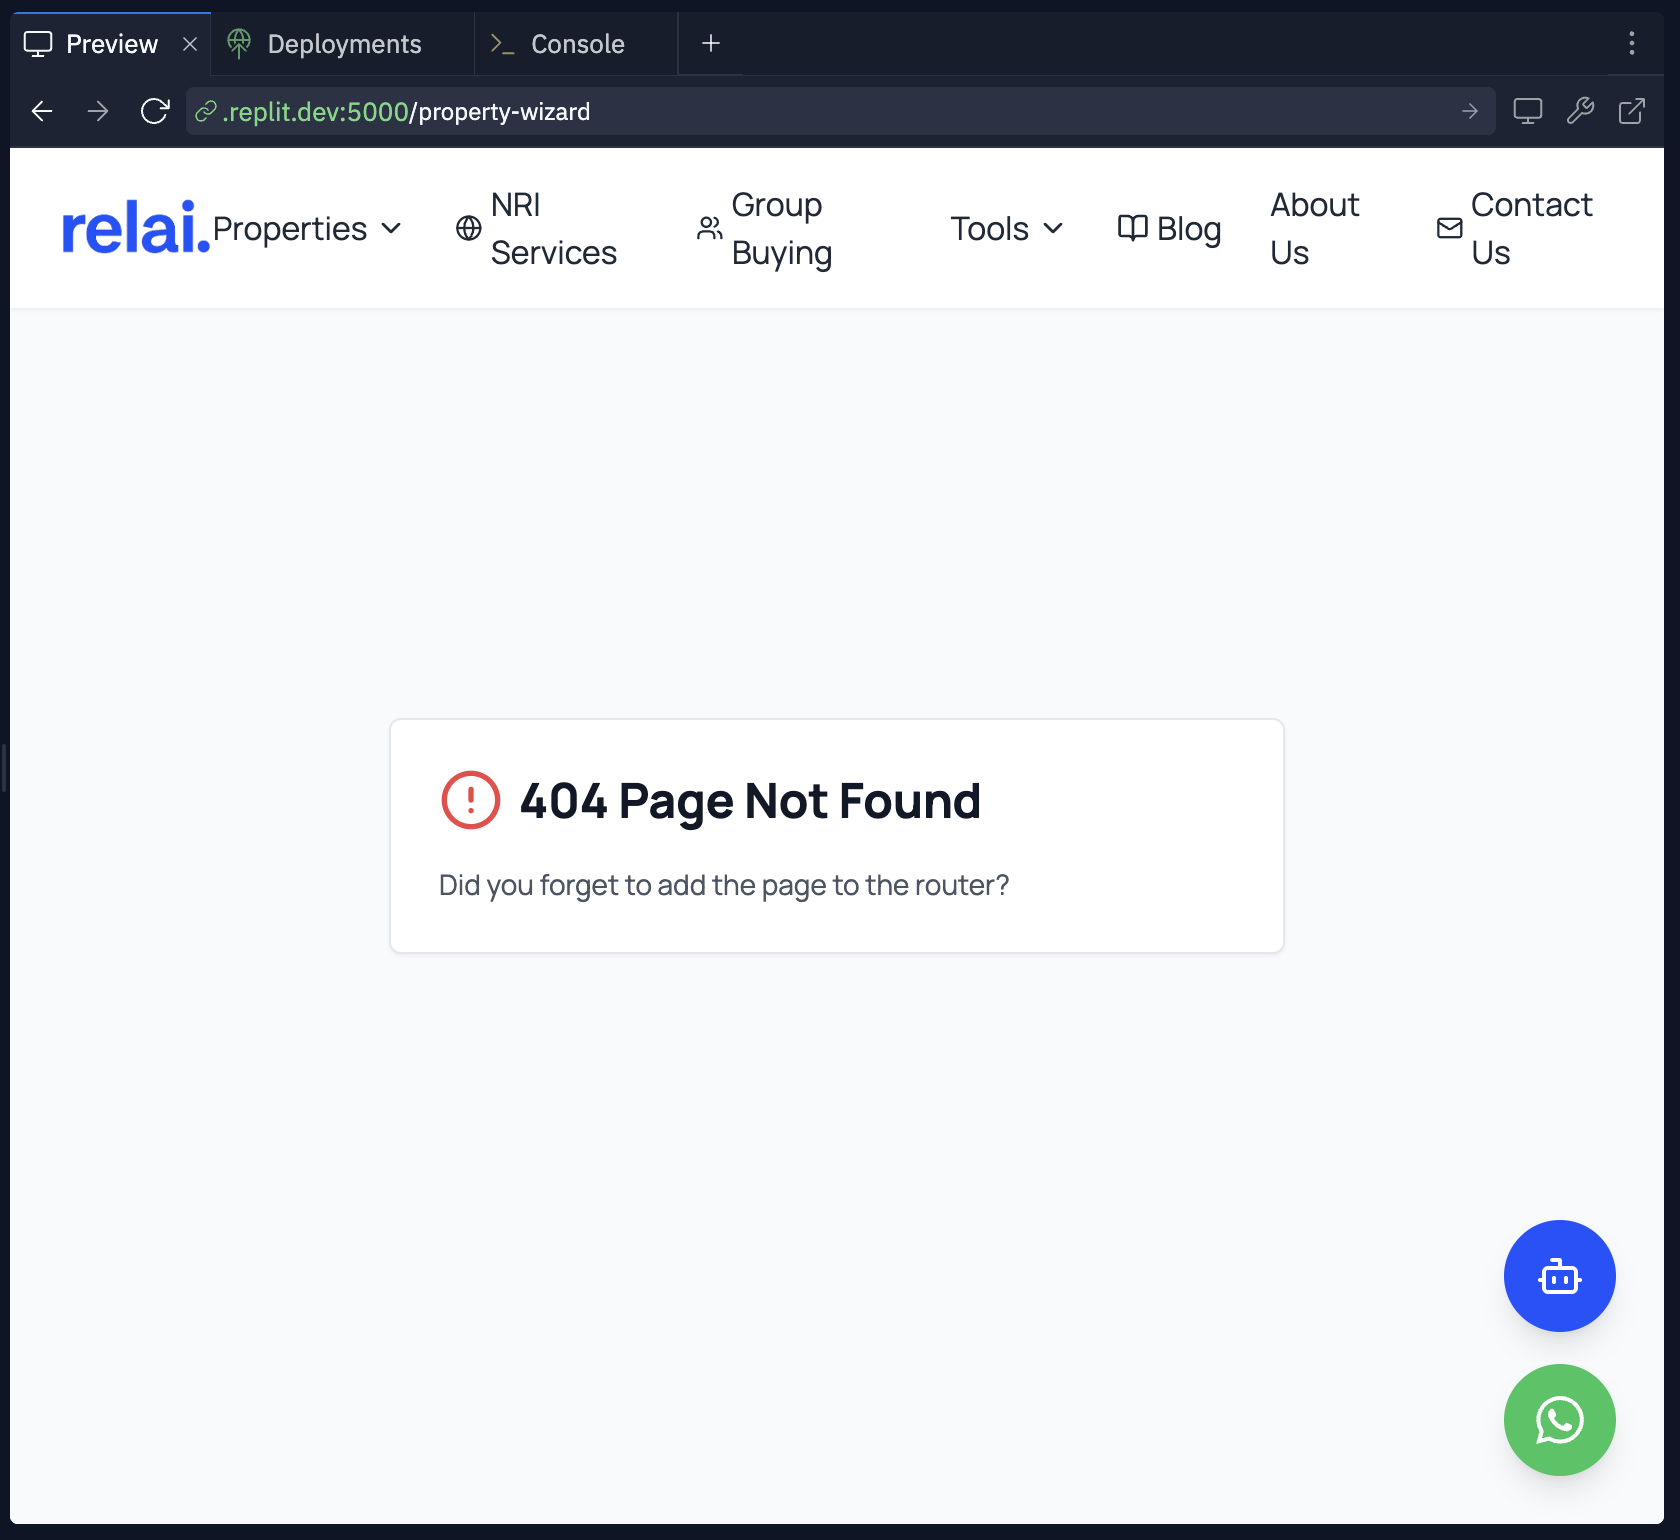 Preview
Deployments
Console
.replit.dev:5000/property-wizard
relai.
Properties
NRI
Services
Group
Buying
Tools
Blog
About
Us
Contact
Us
404 Page Not Found
Did you forget to add the page to the router?